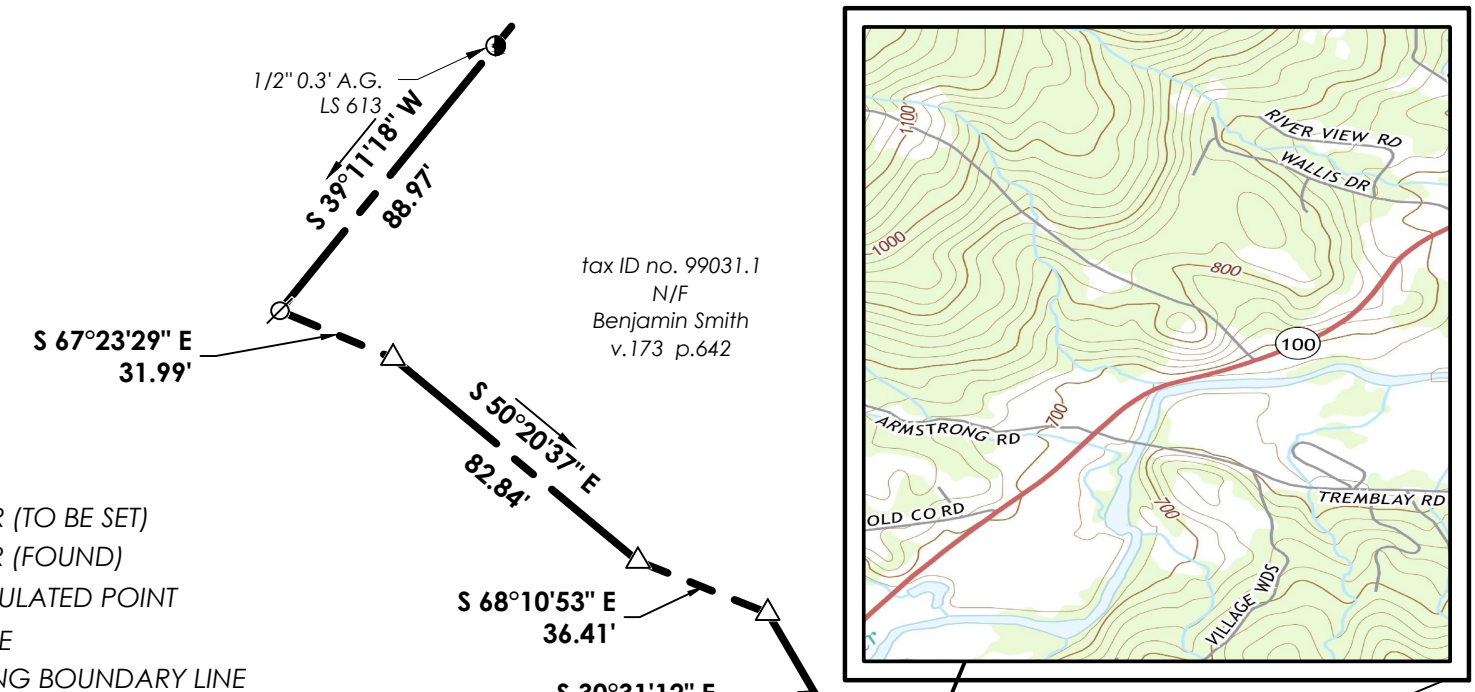 1/2" 0.3' A.G.
LS 613
S 39°11'18" W
88.97'
tax ID no. 99031.1
N/F
Benjamin Smith
v.173 p.642
S 67°23'29" E
31.99'
S 50°20'37" E
82.84'
R (TO BE SET)
R (FOUND)
ULATED POINT
E
NG BOUNDARY LINE
S 68°10'53" E
36.41'
S 30°31'12" E
1100
RIVER VIEW RD
WALLIS DR
1000
800
100
700
ARMSTRONG RD
TREMBLAY RD
OLD CO RD
700
VILLAGE WDS
r